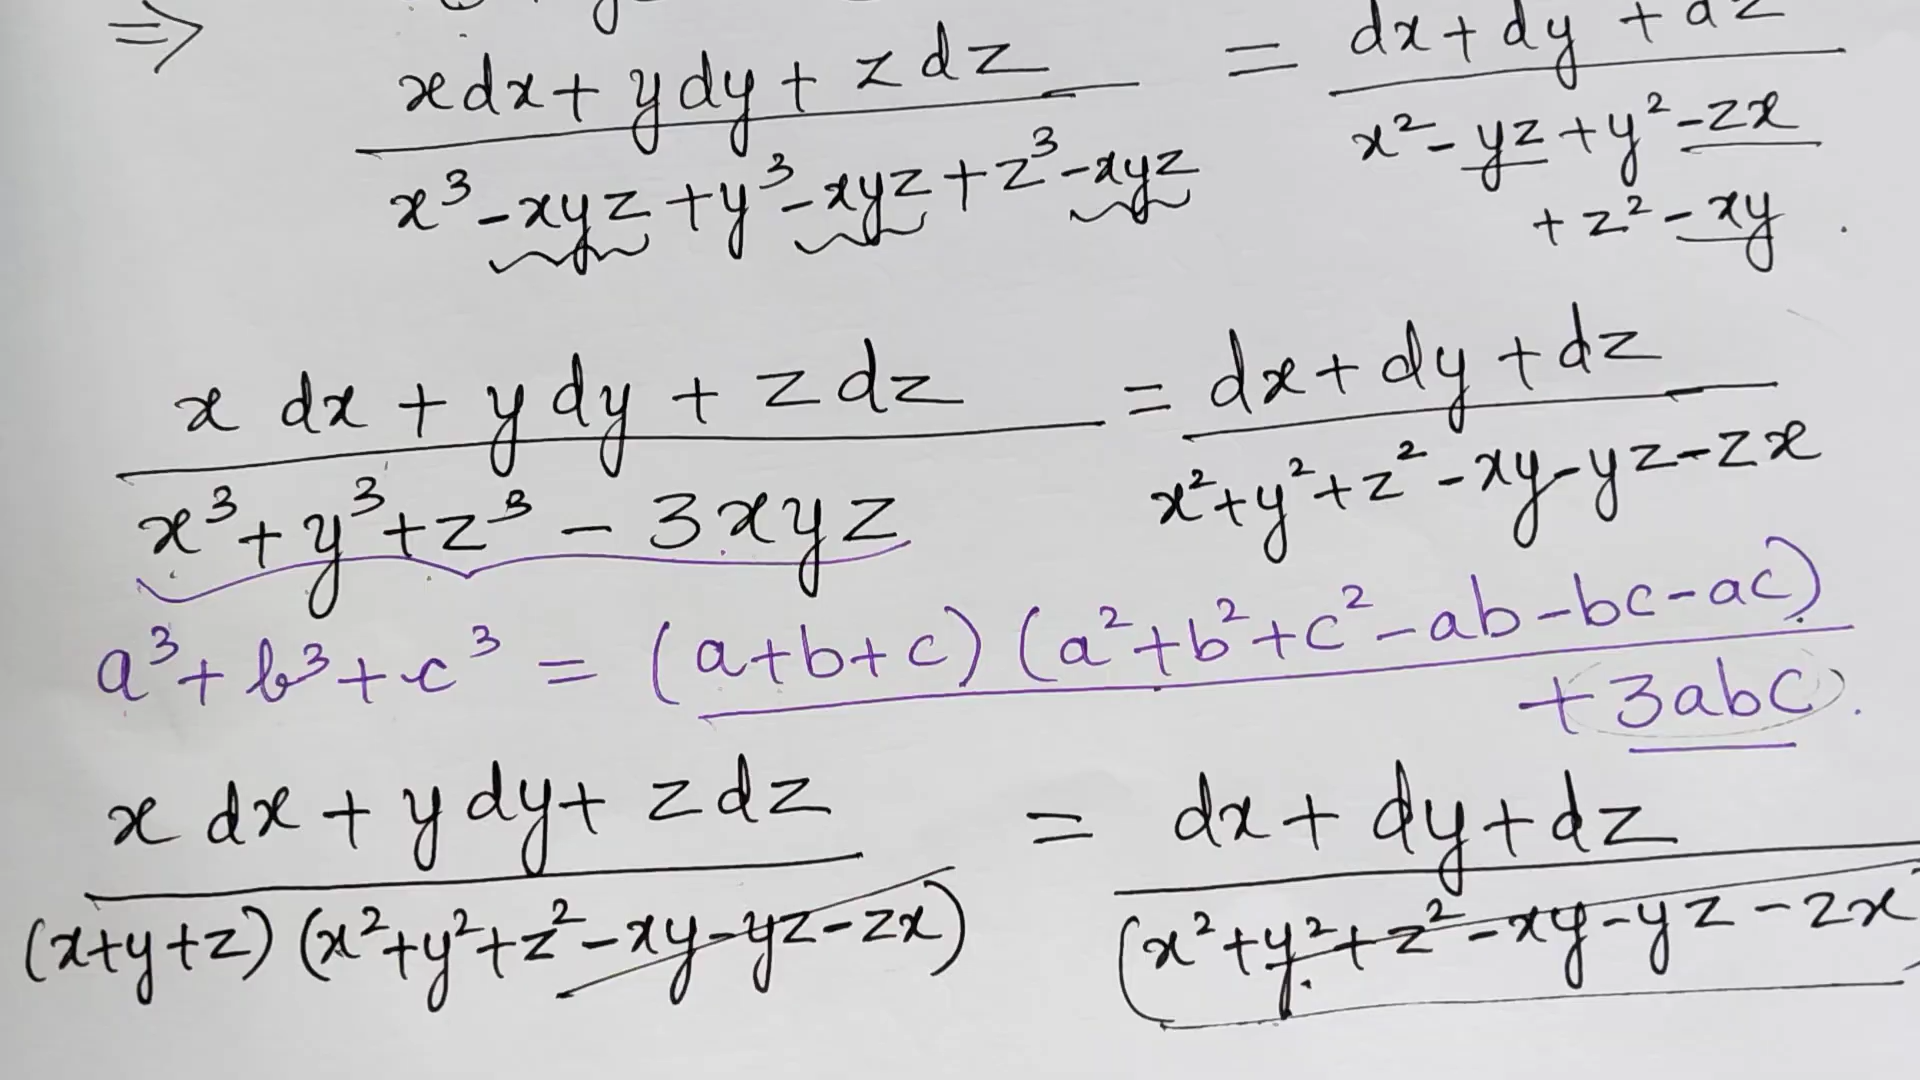 ⇒ xdx + ydy + zdz / x³ - xyz + y³ - xyz + z³ - xyz = dx + dy + dz / x² - yz + y² - zx + z² - xy .
x dx + y dy + z dz / x³ + y³ + z³ - 3xyz = dx + dy + dz / x² + y² + z² - xy - yz - zx
a³ + b³ + c³ = (a+b+c) (a² + b² + c² - ab - bc - ac)
+ 3abc.
x dx + y dy + z dz / (x+y+z) (x² + y² + z² - xy - yz - zx) = dx + dy + dz / (x² + y² + z² - xy - yz - zx)